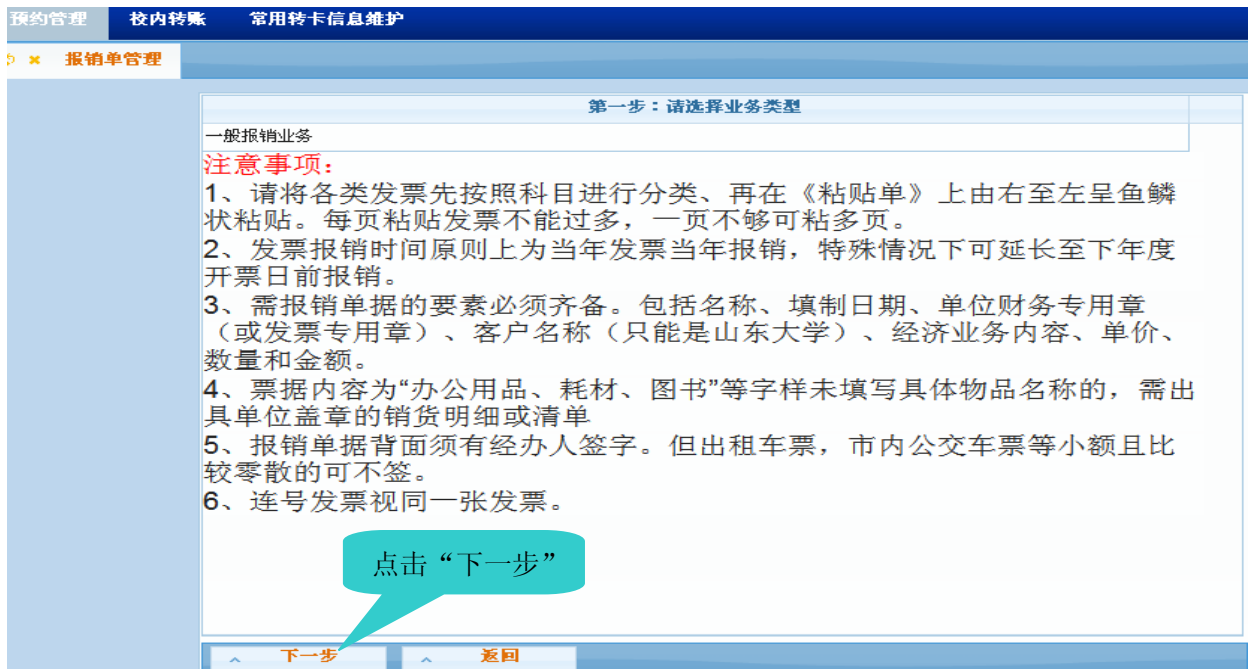 预约管理 校内转账 常用转卡信息维护
报销单管理
第一步：请选择业务类型
一般报销业务
注意事项：
1、请将各类发票先按照科目进行分类、再在《粘贴单》上由右至左呈鱼鳞
状粘贴。每页粘贴发票不能过多，一页不够可粘多页。
2、发票报销时间原则上为当年发票当年报销，特殊情况下可延长至下年度
开票日前报销。
3、需报销单据的要素必须齐备。包括名称、填制日期、单位财务专用章
（或发票专用章）、客户名称（只能是山东大学）、经济业务内容、单价、
数量和金额。
4、票据内容为“办公用品、耗材、图书”等字样未填写具体物品名称的，需出
具单位盖章的销货明细或清单
5、报销单据背面须有经办人签字。但出租车票，市内公交车票等小额且比
较零散的可不签。
6、连号发票视同一张发票。
点击“下一步”
下一步 返回